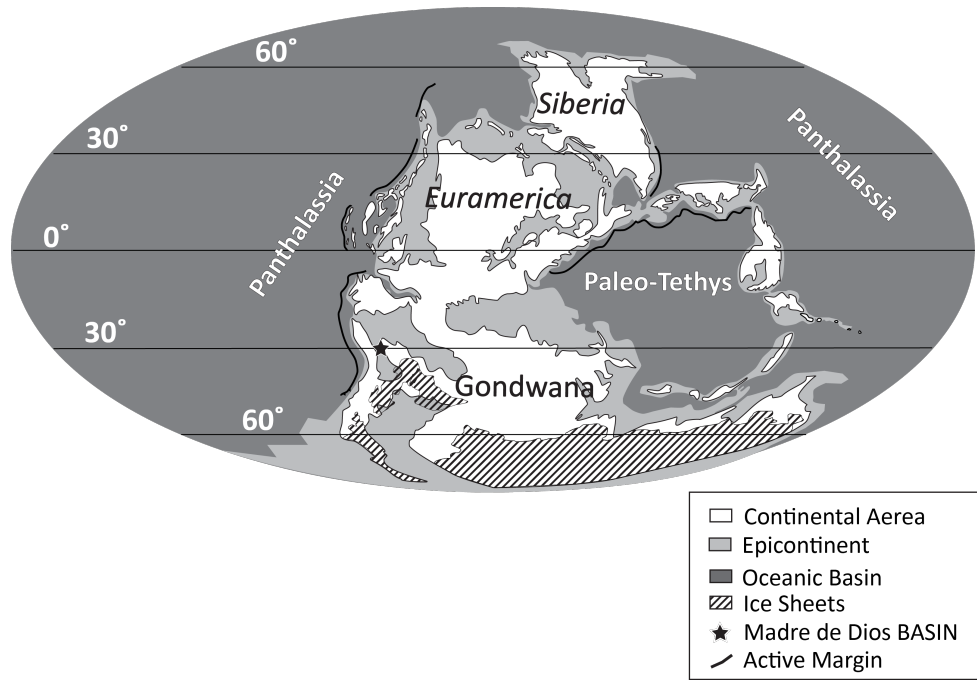 60°
Siberia
30°
Panthalassia
Panthalassia
Euramerica
0°
Paleo-Tethys
30°
Gondwana
60°
Continental Aerea
Epicontinent
Oceanic Basin
Ice Sheets
Madre de Dios BASIN
Active Margin